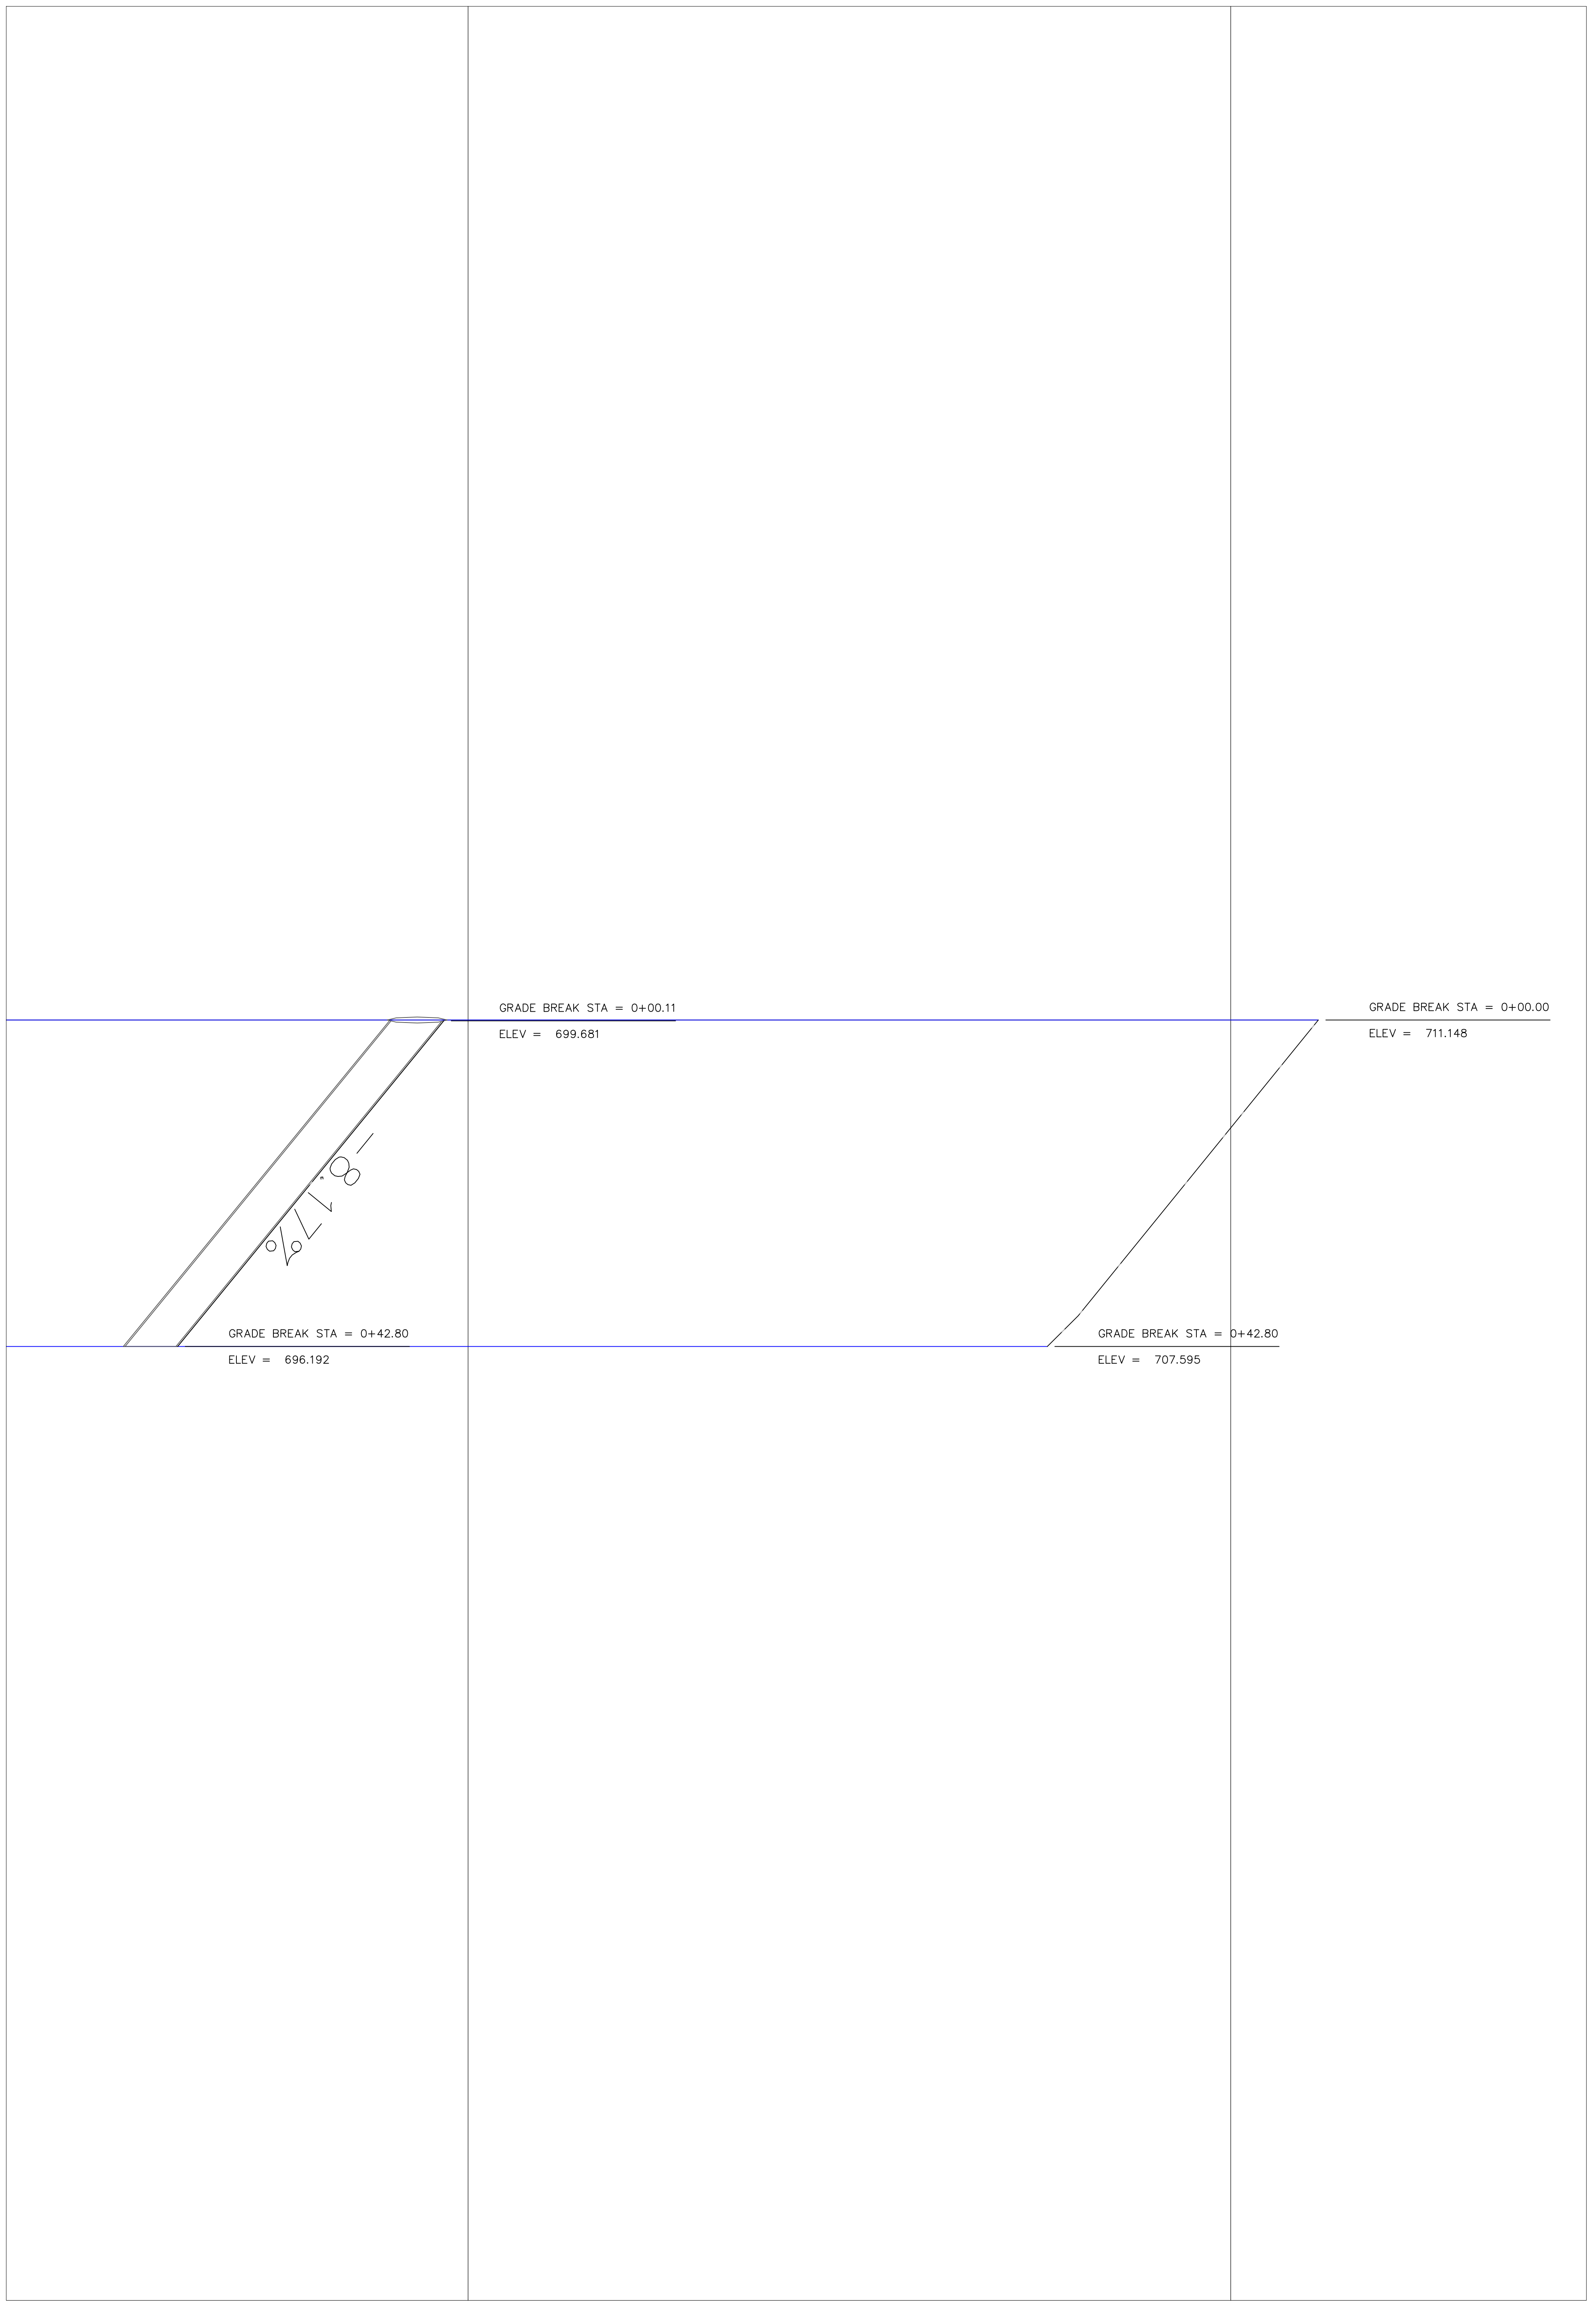 GRADE BREAK STA = 0+00.11
ELEV = 699.681
GRADE BREAK STA = 0+00.00
ELEV = 711.148
-8.17%
GRADE BREAK STA = 0+42.80
ELEV = 696.192
GRADE BREAK STA = 0+42.80
ELEV = 707.595